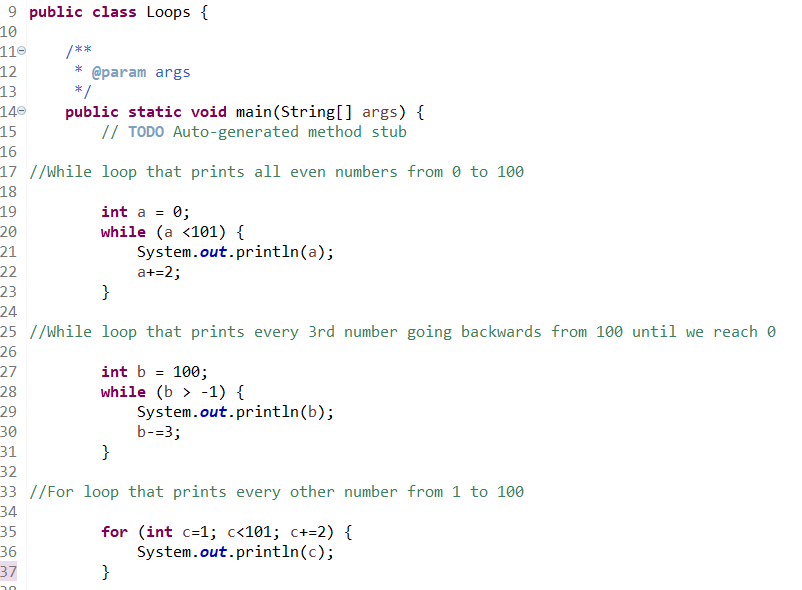 9 public class Loops {
10
11 /**
12 * @param args
13 */
14 public static void main(String[] args) {
15 // TODO Auto-generated method stub
16
17 //While loop that prints all even numbers from 0 to 100
18
19 int a = 0;
20 while (a <101) {
21 System.out.println(a);
22 a+=2;
23 }
24
25 //While loop that prints every 3rd number going backwards from 100 until we reach 0
26
27 int b = 100;
28 while (b > -1) {
29 System.out.println(b);
30 b-=3;
31 }
32
33 //For loop that prints every other number from 1 to 100
34
35 for (int c=1; c<101; c+=2) {
36 System.out.println(c);
37 }